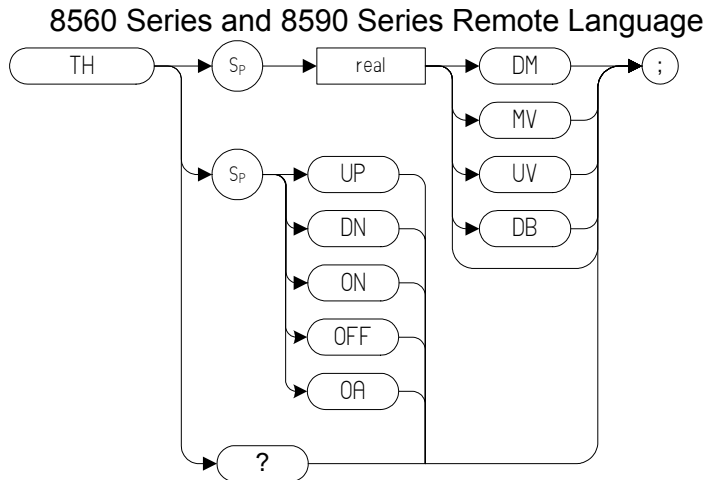 8560 Series and 8590 Series Remote Language
TH SP real DM ;
MV
SP UP UV
DN DB
ON
OFF
OA
?